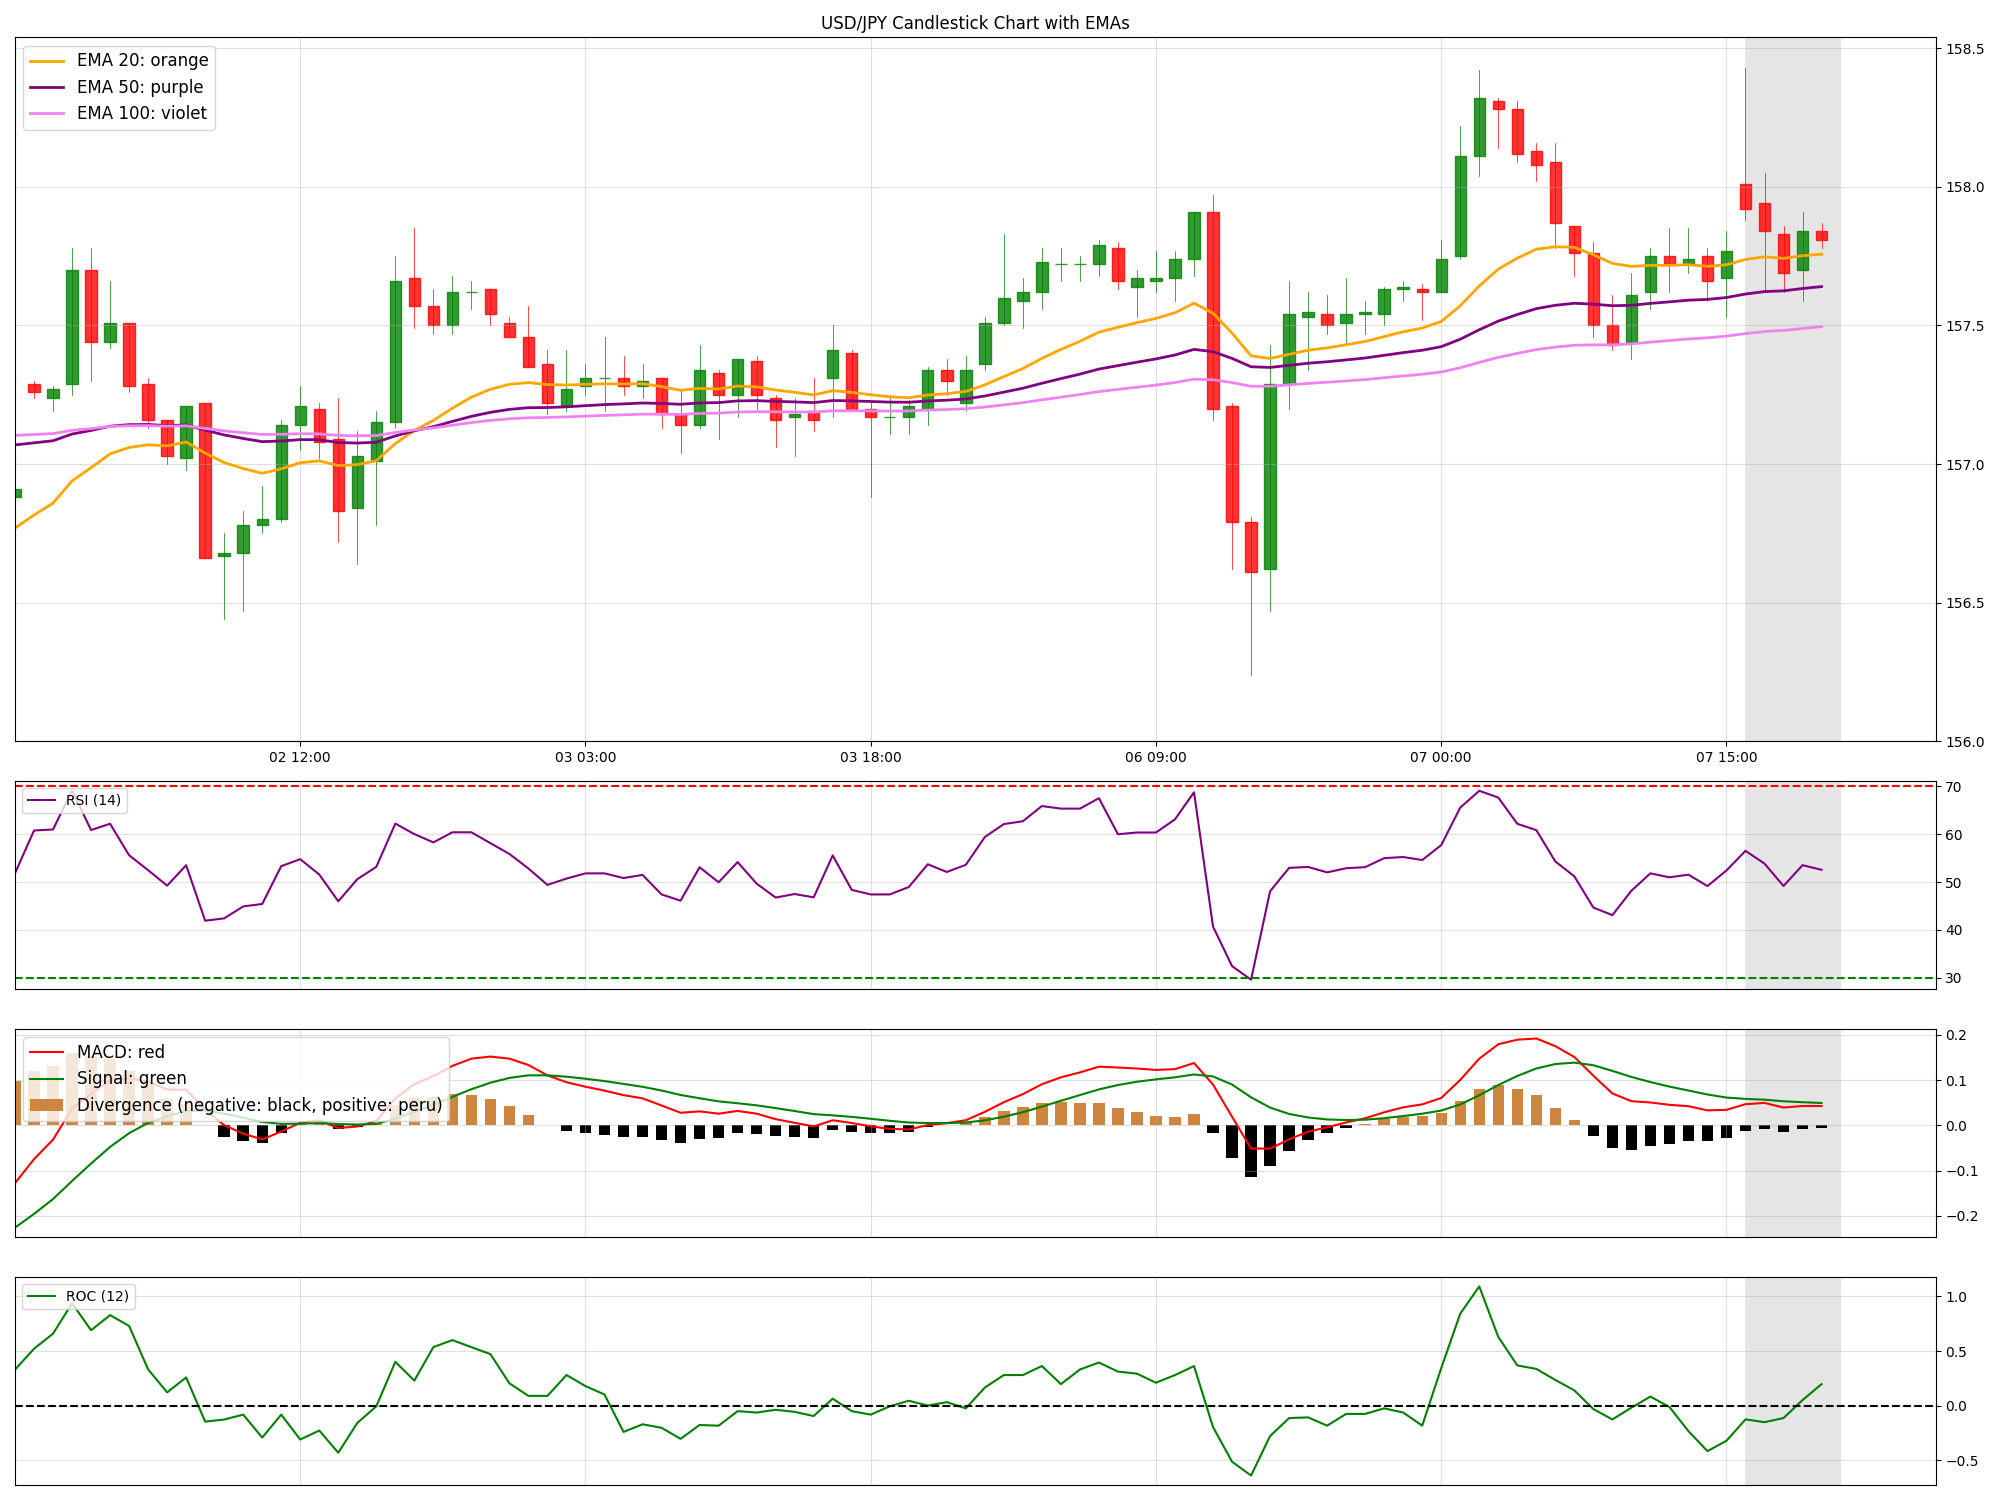 USD/JPY Candlestick Chart with EMAs
EMA 20: orange
EMA 50: purple
EMA 100: violet
158.5
158.0
157.5
157.0
156.5
156.0
02 12:00
03 03:00
03 18:00
06 09:00
07 00:00
07 15:00
RSI (14)
70
60
50
40
30
MACD: red
Signal: green
Divergence (negative: black, positive: peru)
0.2
0.1
0.0
−0.1
−0.2
ROC (12)
1.0
0.5
0.0
−0.5